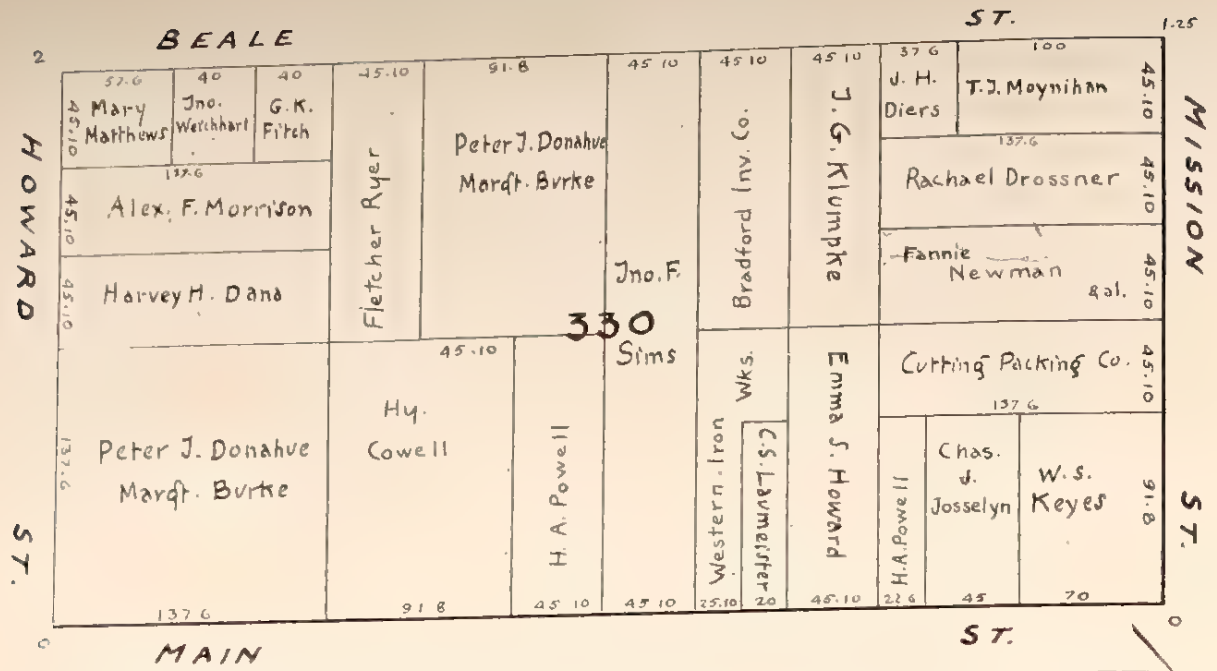 BEALE ST.
2
1.25
57.6 40 40 45.10 91.8 45 10 45 10 45 10 37 6 100
45.10
Mary
Matthews
Jno.
Weichhart
G.K.
Fitch
Fletcher Ryer
Peter J. Donahue
Margt. Burke
Jno. F.
Sims
Bradford Inv. Co.
J. G. Klumpke
J. H.
Diers
T. J. Moynihan
45.10
HOWARD ST.
MISSION ST.
137.6
45.10
Alex. F. Morrison
137.6
Rachael Drossner
45.10
45.10
Harvey H. Dana
Fannie
Newman
&al.
45.10
330
45.10
Cutting Packing Co.
45.10
137 6
137.6
Peter J. Donahue
Margt. Burke
Hy.
Cowell
H. A. Powell
Western Iron Wks.
C. S. Laumeister
Emma S. Howard
H.A. Powell
Chas.
J.
Josselyn
W. S.
Keyes
91.8
137 6 91 8 45 10 45 10 25.10 20 45.10 22 6 45 70
0
0
MAIN ST.